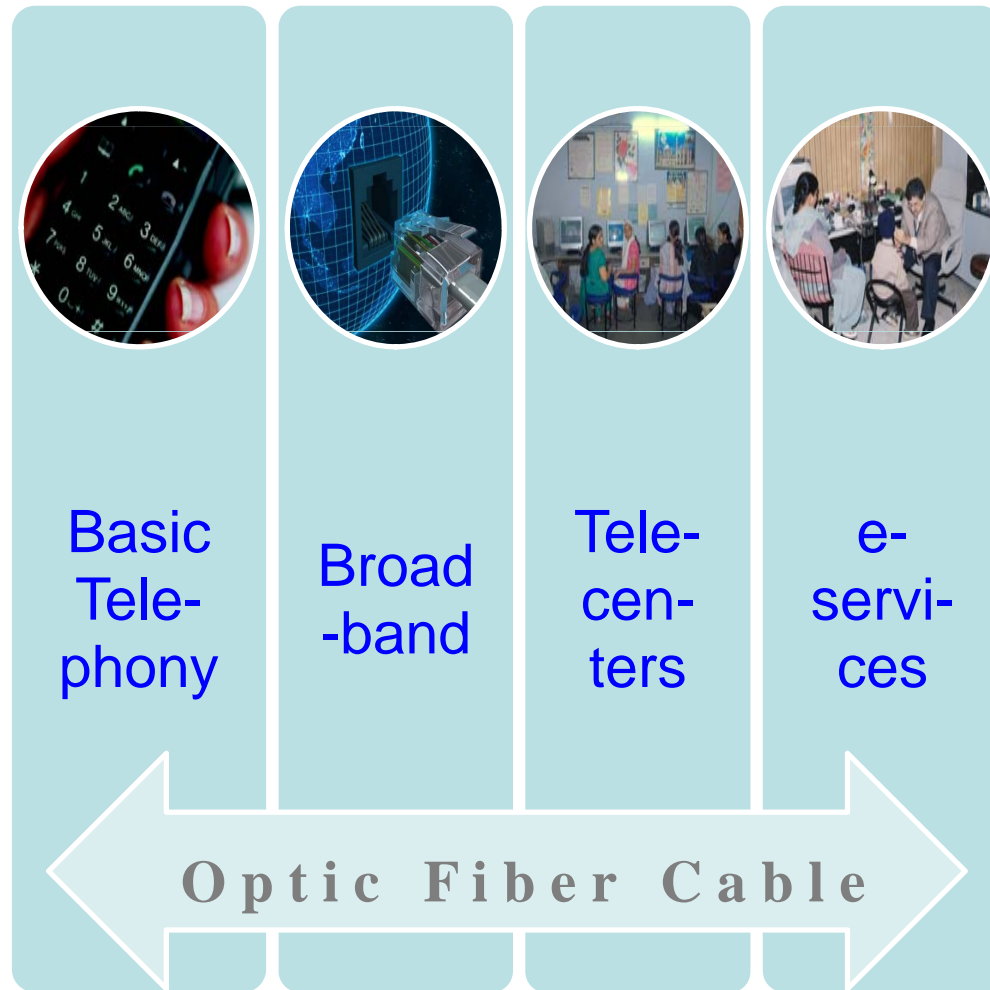 Basic
Tele-
phony
Broad
-band
Tele-
cen-
ters
e-
servi-
ces
Optic Fiber Cable